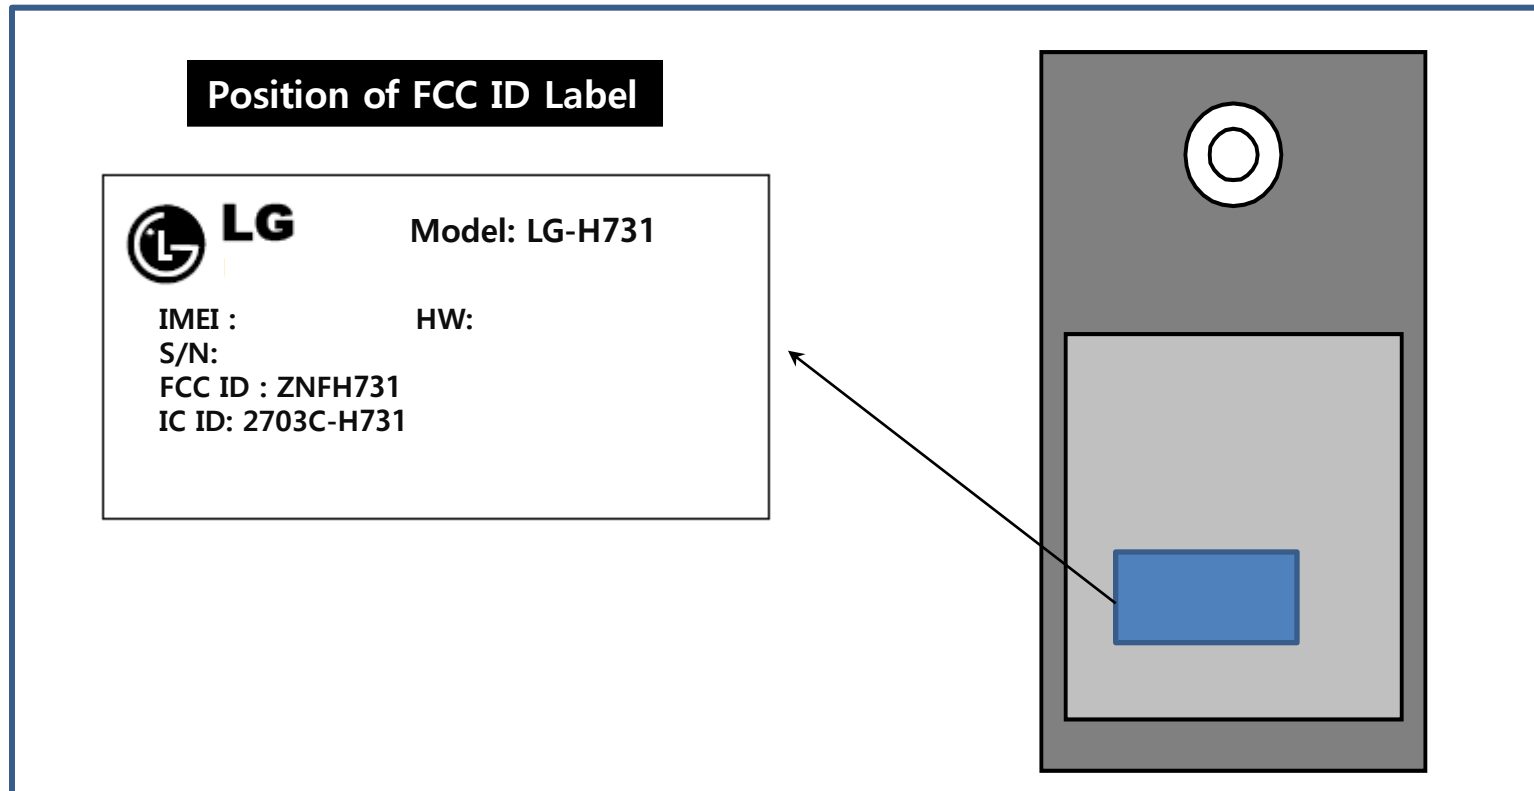 Position of FCC ID Label
LG
Model: LG-H731
IMEI :
HW:
S/N:
FCC ID : ZNFH731
IC ID: 2703C-H731